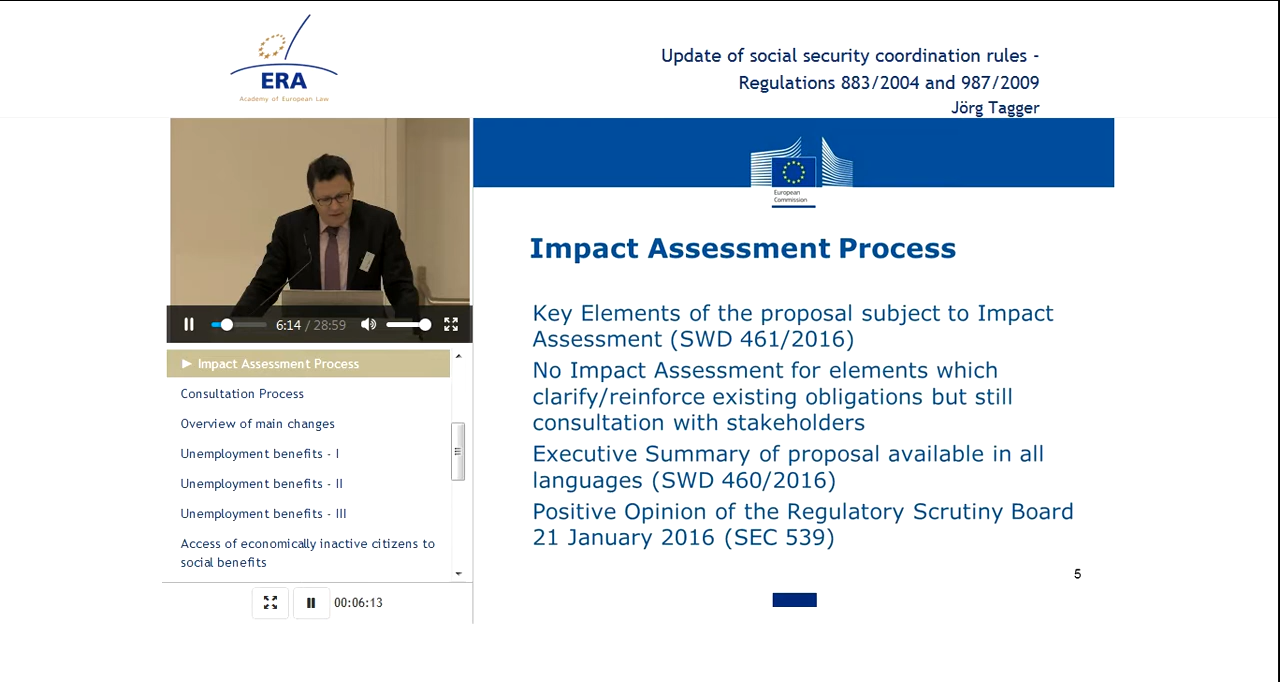 ERA
Academy of European Law
Update of social security coordination rules -
Regulations 883/2004 and 987/2009
Jörg Tagger
European
Commission
Impact Assessment Process
Key Elements of the proposal subject to Impact
Assessment (SWD 461/2016)
No Impact Assessment for elements which
clarify/reinforce existing obligations but still
consultation with stakeholders
Executive Summary of proposal available in all
languages (SWD 460/2016)
Positive Opinion of the Regulatory Scrutiny Board
21 January 2016 (SEC 539)
5
6:14 / 28:59
► Impact Assessment Process
Consultation Process
Overview of main changes
Unemployment benefits - I
Unemployment benefits - II
Unemployment benefits - III
Access of economically inactive citizens to
social benefits
00:06:13